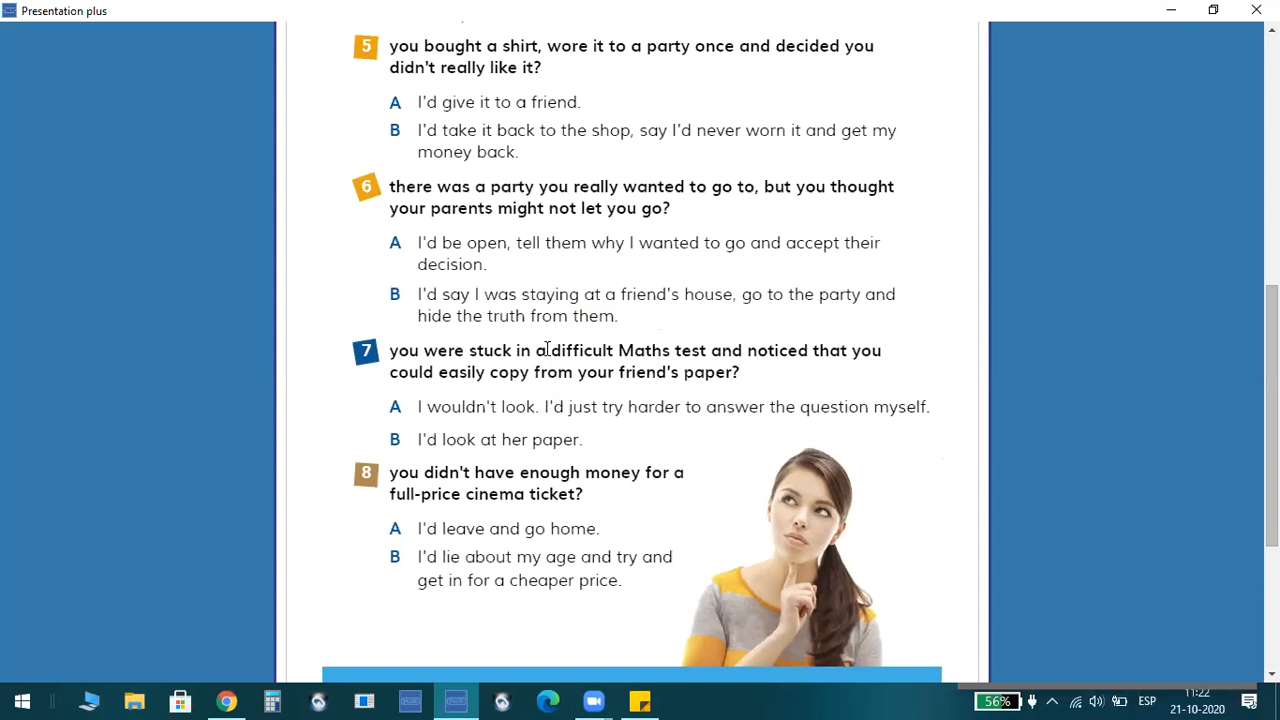 Presentation plus
5 you bought a shirt, wore it to a party once and decided you
didn't really like it?
A I'd give it to a friend.
B I'd take it back to the shop, say I'd never worn it and get my
money back.
6 there was a party you really wanted to go to, but you thought
your parents might not let you go?
A I'd be open, tell them why I wanted to go and accept their
decision.
B I'd say I was staying at a friend's house, go to the party and
hide the truth from them.
7 you were stuck in a difficult Maths test and noticed that you
could easily copy from your friend's paper?
A I wouldn't look. I'd just try harder to answer the question myself.
B I'd look at her paper.
8 you didn't have enough money for a
full-price cinema ticket?
A I'd leave and go home.
B I'd lie about my age and try and
get in for a cheaper price.
56%
ESP
11:22
21-10-2020